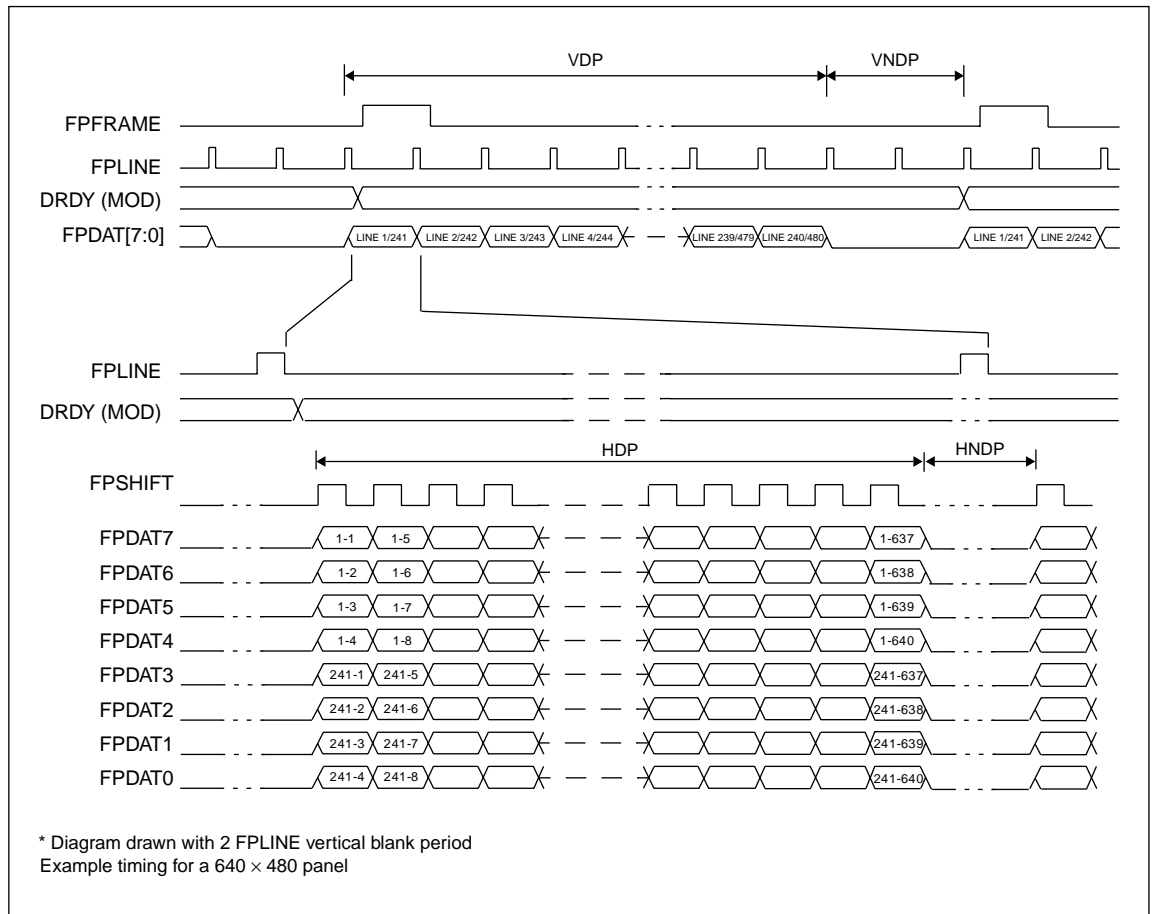 VDP VNDP
FPFRAME
FPLINE
DRDY (MOD)
FPDAT[7:0] LINE 1/241 LINE 2/242 LINE 3/243 LINE 4/244 LINE 239/479 LINE 240/480 LINE 1/241 LINE 2/242
FPLINE
DRDY (MOD)
HDP HNDP
FPSHIFT
FPDAT7 1-1 1-5 1-637
FPDAT6 1-2 1-6 1-638
FPDAT5 1-3 1-7 1-639
FPDAT4 1-4 1-8 1-640
FPDAT3 241-1 241-5 241-637
FPDAT2 241-2 241-6 241-638
FPDAT1 241-3 241-7 241-639
FPDAT0 241-4 241-8 241-640
* Diagram drawn with 2 FPLINE vertical blank period
Example timing for a 640 × 480 panel